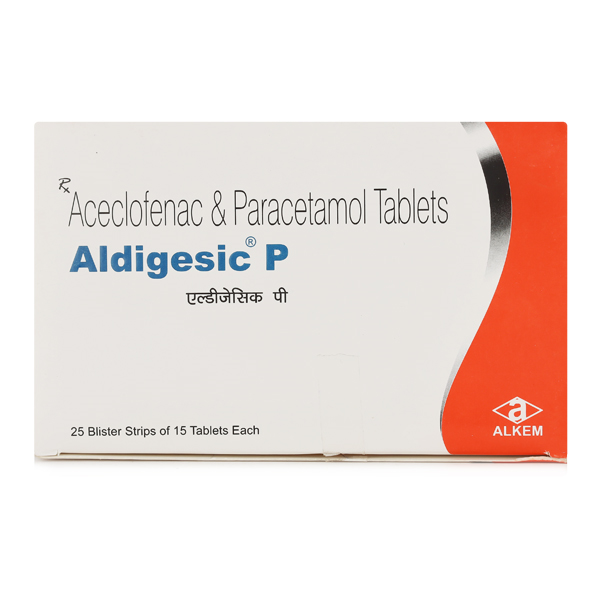 Rx Aceclofenac & Paracetamol Tablets
Aldigesic® P
एल्डीजेसिक पी
25 Blister Strips of 15 Tablets Each
a
ALKEM